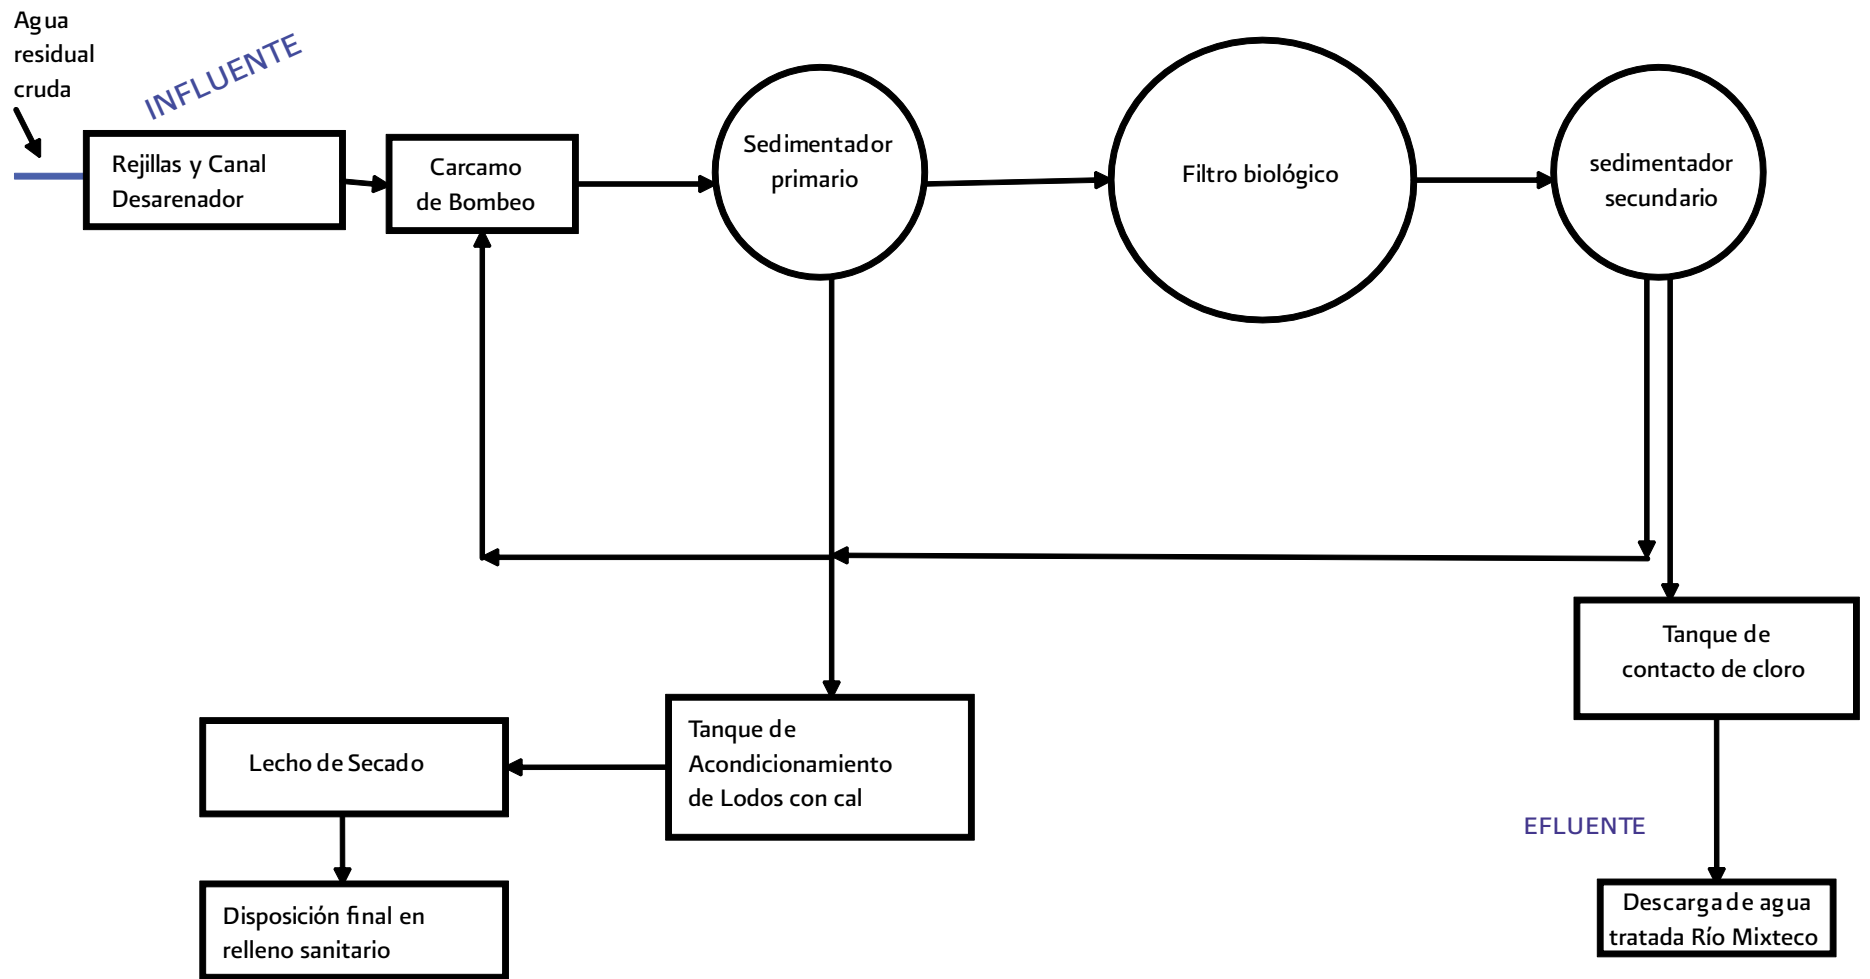 Agua
residual
cruda
INFLUENTE
Rejillas y Canal
Desarenador
Carcamo
de Bombeo
Sedimentador
primario
Filtro biológico
sedimentador
secundario
Tanque de
contacto de cloro
Tanque de
Acondicionamiento
de Lodos con cal
Lecho de Secado
EFLUENTE
Disposición final en
relleno sanitario
Descarga de agua
tratada Río Mixteco